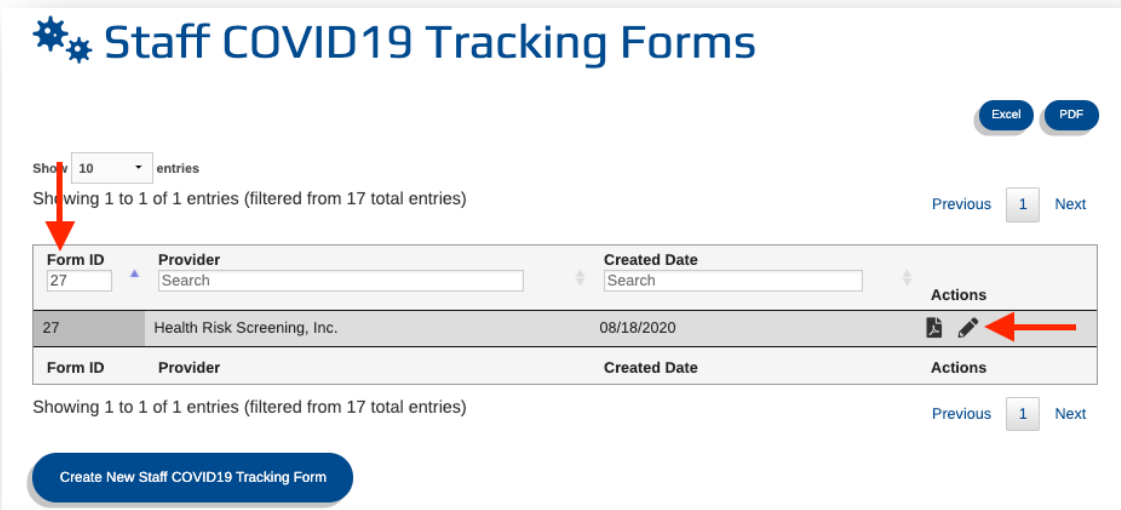 Staff COVID19 Tracking Forms
Excel PDF
Show 10 entries
Showing 1 to 1 of 1 entries (filtered from 17 total entries)
Previous 1 Next
Form ID Provider Created Date
27 Search Search
Actions
27 Health Risk Screening, Inc. 08/18/2020
Form ID Provider Created Date Actions
Showing 1 to 1 of 1 entries (filtered from 17 total entries)
Previous 1 Next
Create New Staff COVID19 Tracking Form